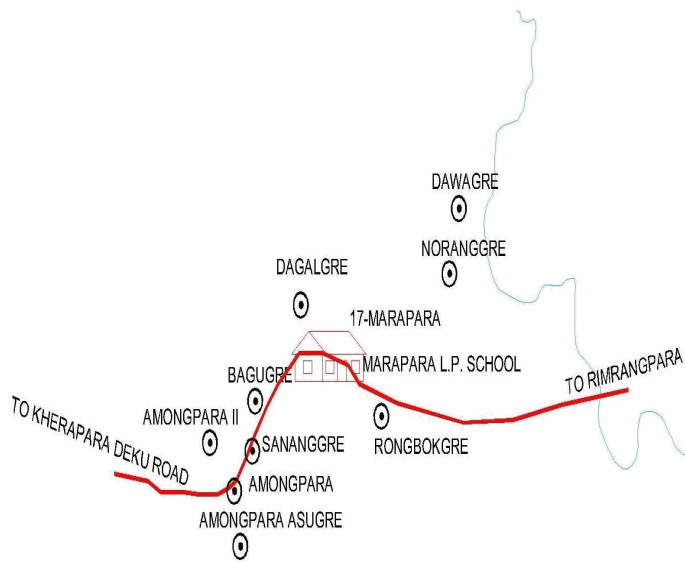 DAWAGRE
NORANGGRE
DAGALGRE
17-MARAPARA
MARAPARA L.P. SCHOOL
TO RIMRANGPARA
BAGUGRE
AMONGPARA II
RONGBOKGRE
TO KHERAPARA DEKU ROAD
SANANGGRE
AMONGPARA
AMONGPARA ASUGRE